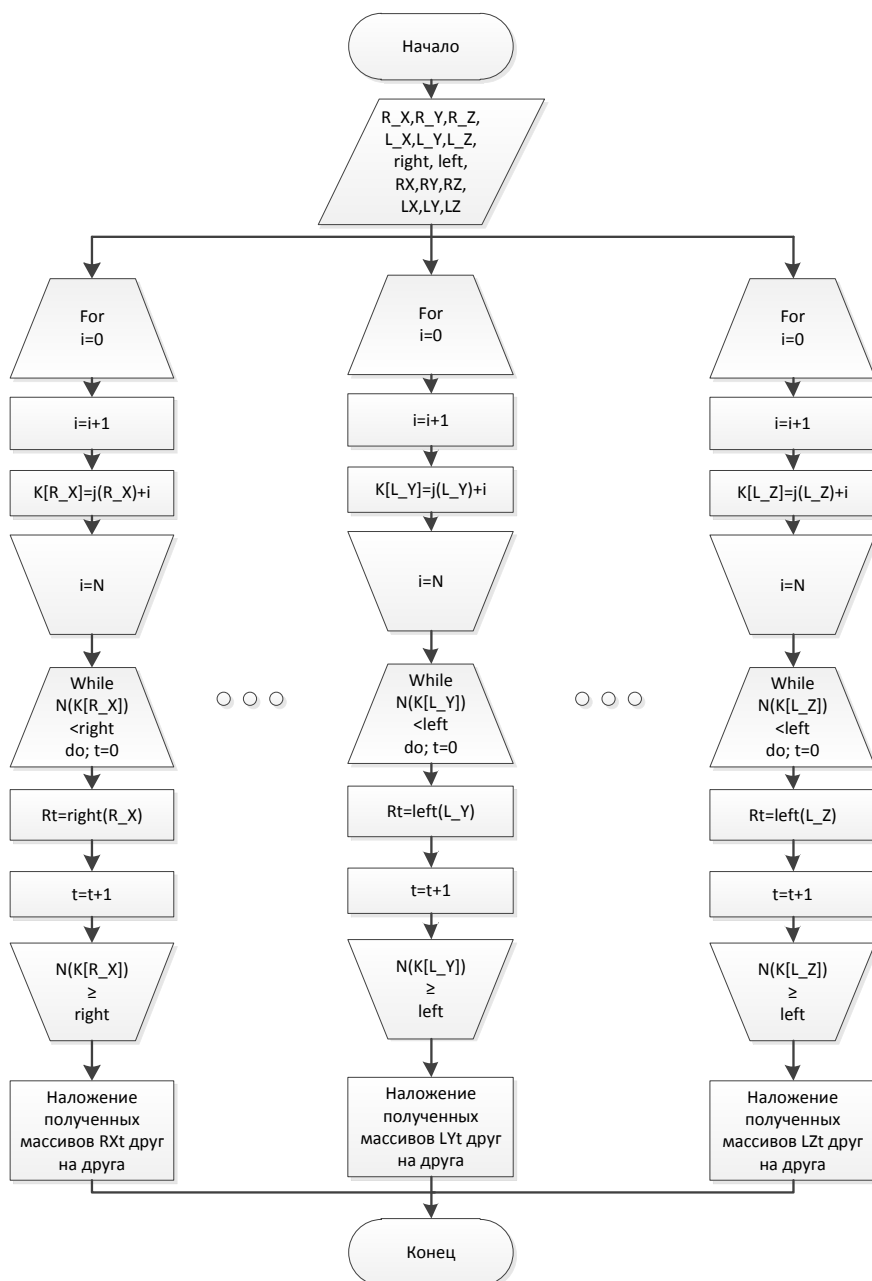 Начало
R_X,R_Y,R_Z,
L_X,L_Y,L_Z,
right, left,
RX,RY,RZ,
LX,LY,LZ
For
i=0
i=i+1
K[R_X]=j(R_X)+i
i=N
While
N(K[R_X])
<right
do; t=0
Rt=right(R_X)
t=t+1
N(K[R_X])
≥
right
Наложение
полученных
массивов RXt друг
на друга
For
i=0
i=i+1
K[L_Y]=j(L_Y)+i
i=N
While
N(K[L_Y])
<left
do; t=0
Rt=left(L_Y)
t=t+1
N(K[L_Y])
≥
left
Наложение
полученных
массивов LYt друг
на друга
For
i=0
i=i+1
K[L_Z]=j(L_Z)+i
i=N
While
N(K[L_Z])
<left
do; t=0
Rt=left(L_Z)
t=t+1
N(K[L_Z])
≥
left
Наложение
полученных
массивов LZt друг
на друга
Конец